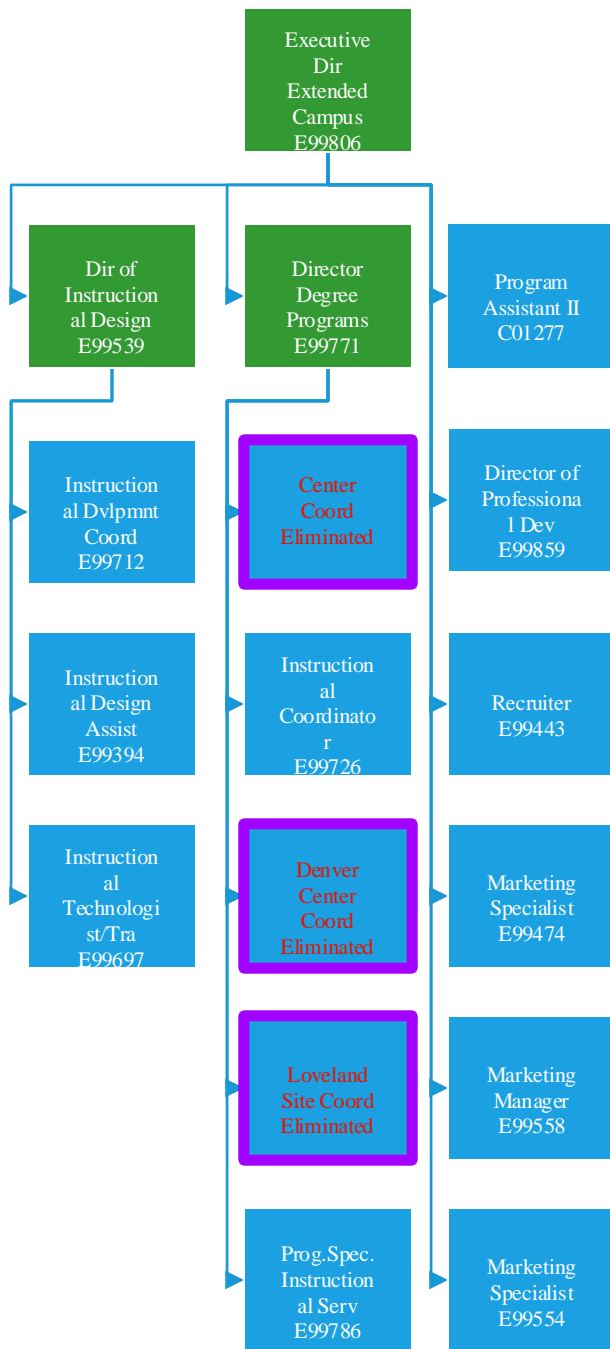 Executive
Dir
Extended
Campus
E99806
Dir of
Instruction
al Design
E99539
Director
Degree
Programs
E99771
Program
Assistant II
C01277
Instruction
al Dvlpmnt
Coord
E99712
Center
Coord
Eliminated
Director of
Professiona
l Dev
E99859
Instruction
al Design
Assist
E99394
Instruction
al
Coordinato
r
E99726
Recruiter
E99443
Instruction
al
Technologi
st/Tra
E99697
Denver
Center
Coord
Eliminated
Marketing
Specialist
E99474
Loveland
Site Coord
Eliminated
Marketing
Manager
E99558
Prog.Spec.
Instruction
al Serv
E99786
Marketing
Specialist
E99554